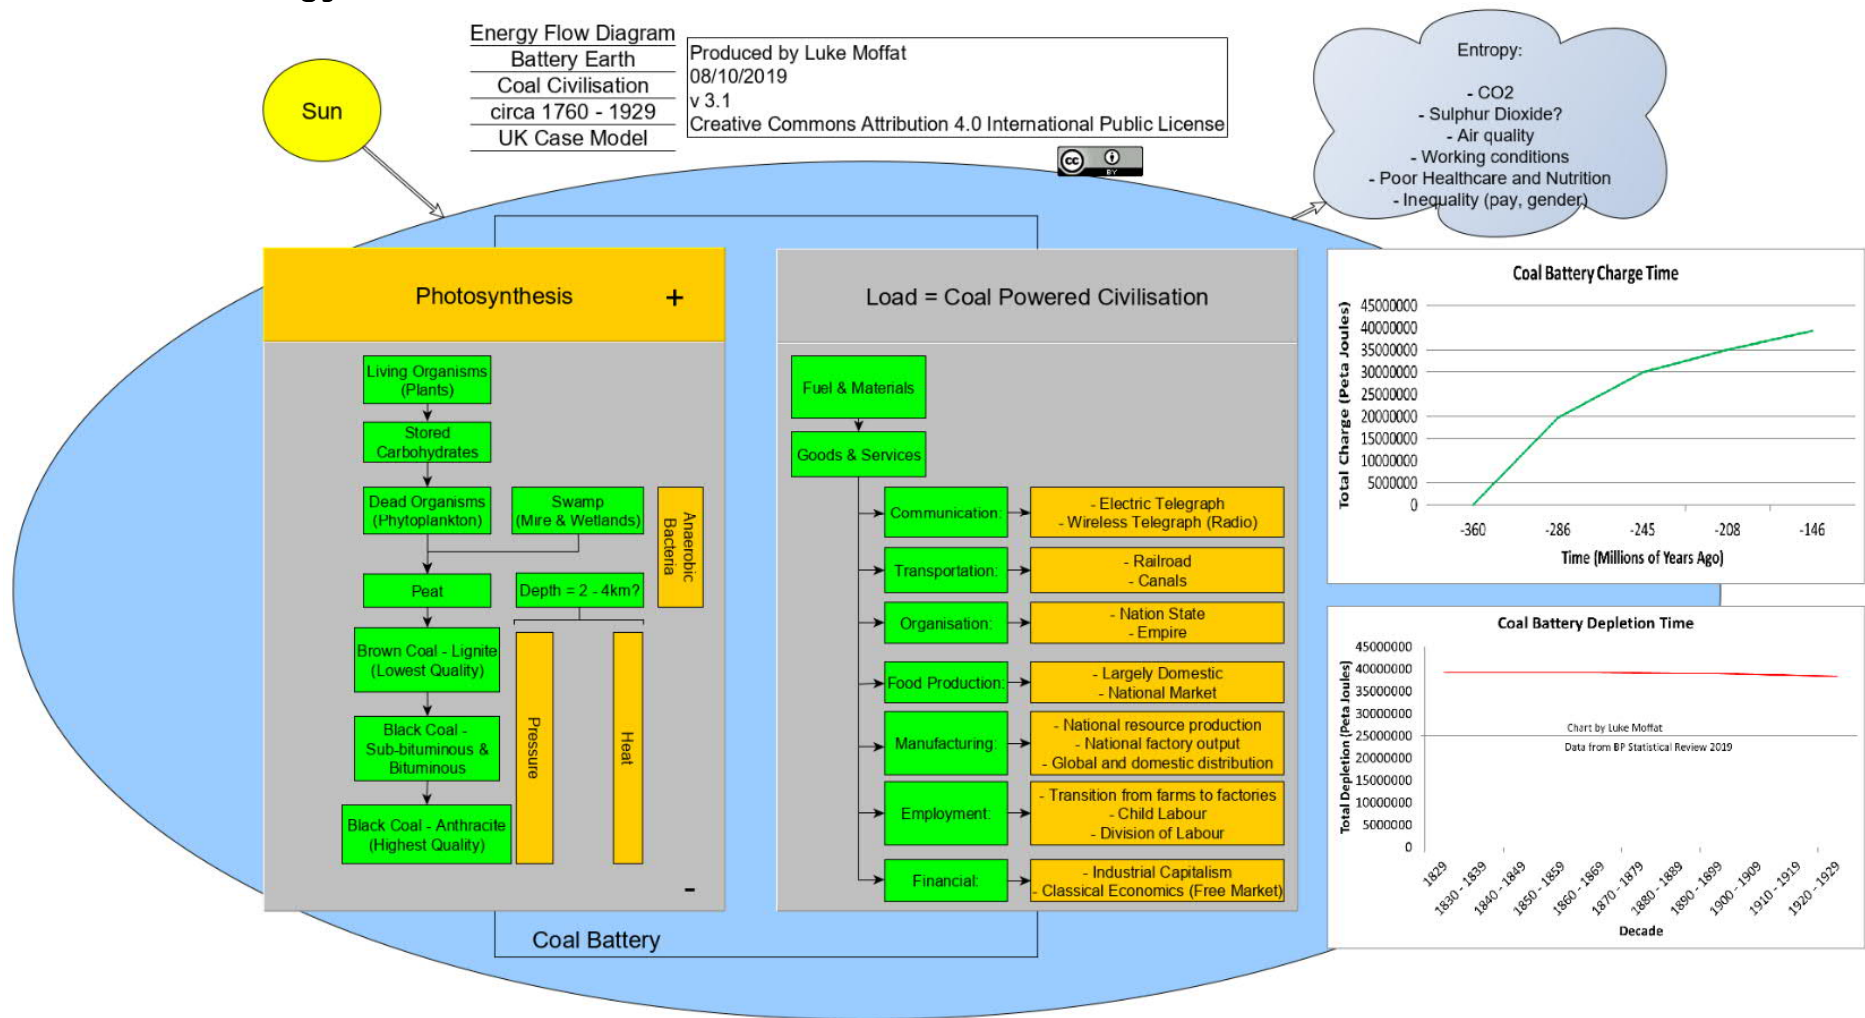 Energy Flow Diagram
Battery Earth
Coal Civilisation
circa 1760 - 1929
UK Case Model
Produced by Luke Moffat
08/10/2019
v 3.1
Creative Commons Attribution 4.0 International Public License
cc
BY
Sun
Entropy:
- CO2
- Sulphur Dioxide?
- Air quality
- Working conditions
- Poor Healthcare and Nutrition
- Inequality (pay, gender)
Photosynthesis
+
Living Organisms
(Plants)
Stored
Carbohydrates
Dead Organisms
(Phytoplankton)
Swamp
(Mire & Wetlands)
Anaerobic
Bacteria
Peat
Depth = 2 - 4km?
Brown Coal - Lignite
(Lowest Quality)
Black Coal -
Sub-bituminous &
Bituminous
Black Coal - Anthracite
(Highest Quality)
Pressure
Heat
-
Coal Battery
Load = Coal Powered Civilisation
Fuel & Materials
Goods & Services
Communication:
- Electric Telegraph
- Wireless Telegraph (Radio)
Transportation:
- Railroad
- Canals
Organisation:
- Nation State
- Empire
Food Production:
- Largely Domestic
- National Market
Manufacturing:
- National resource production
- National factory output
- Global and domestic distribution
Employment:
- Transition from farms to factories
- Child Labour
- Division of Labour
Financial:
- Industrial Capitalism
- Classical Economics (Free Market)
Coal Battery Charge Time
Total Charge (Peta Joules)
45000000
40000000
35000000
30000000
25000000
20000000
15000000
10000000
5000000
0
-360 -286 -245 -208 -146
Time (Millions of Years Ago)
Coal Battery Depletion Time
Total Depletion (Peta Joules)
45000000
40000000
35000000
30000000
25000000
20000000
15000000
10000000
5000000
0
Chart by Luke Moffat
Data from BP Statistical Review 2019
1829
1830 - 1839
1840 - 1849
1850 - 1859
1860 - 1869
1870 - 1879
1880 - 1889
1890 - 1899
1900 - 1909
1910 - 1919
1920 - 1929
Decade